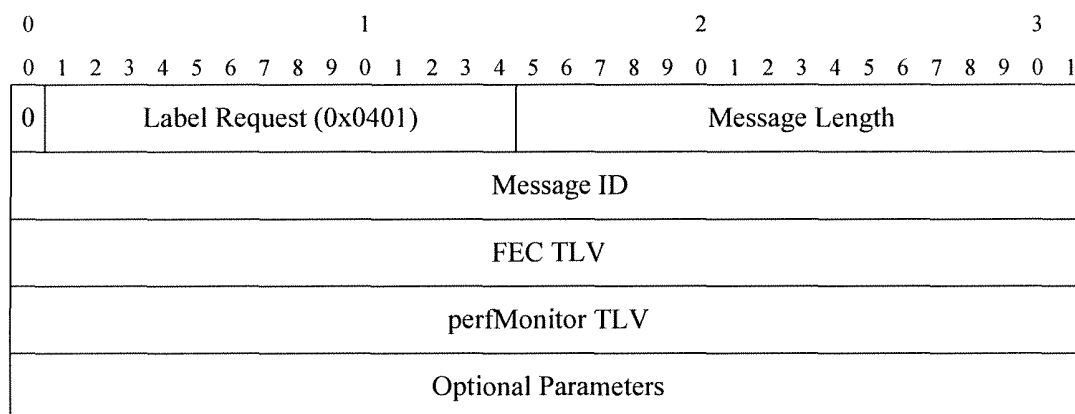 0 1 2 3
0 1 2 3 4 5 6 7 8 9 0 1 2 3 4 5 6 7 8 9 0 1 2 3 4 5 6 7 8 9 0 1
0 Label Request (0x0401) Message Length
Message ID
FEC TLV
perfMonitor TLV
Optional Parameters